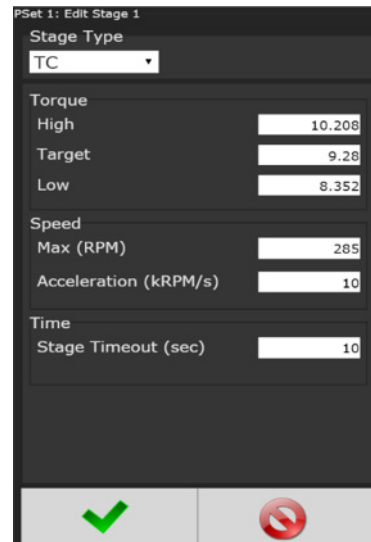 PSet 1: Edit Stage 1
Stage Type
TC
Torque
High 10.208
Target 9.28
Low 8.352
Speed
Max (RPM) 285
Acceleration (kRPM/s) 10
Time
Stage Timeout (sec) 10